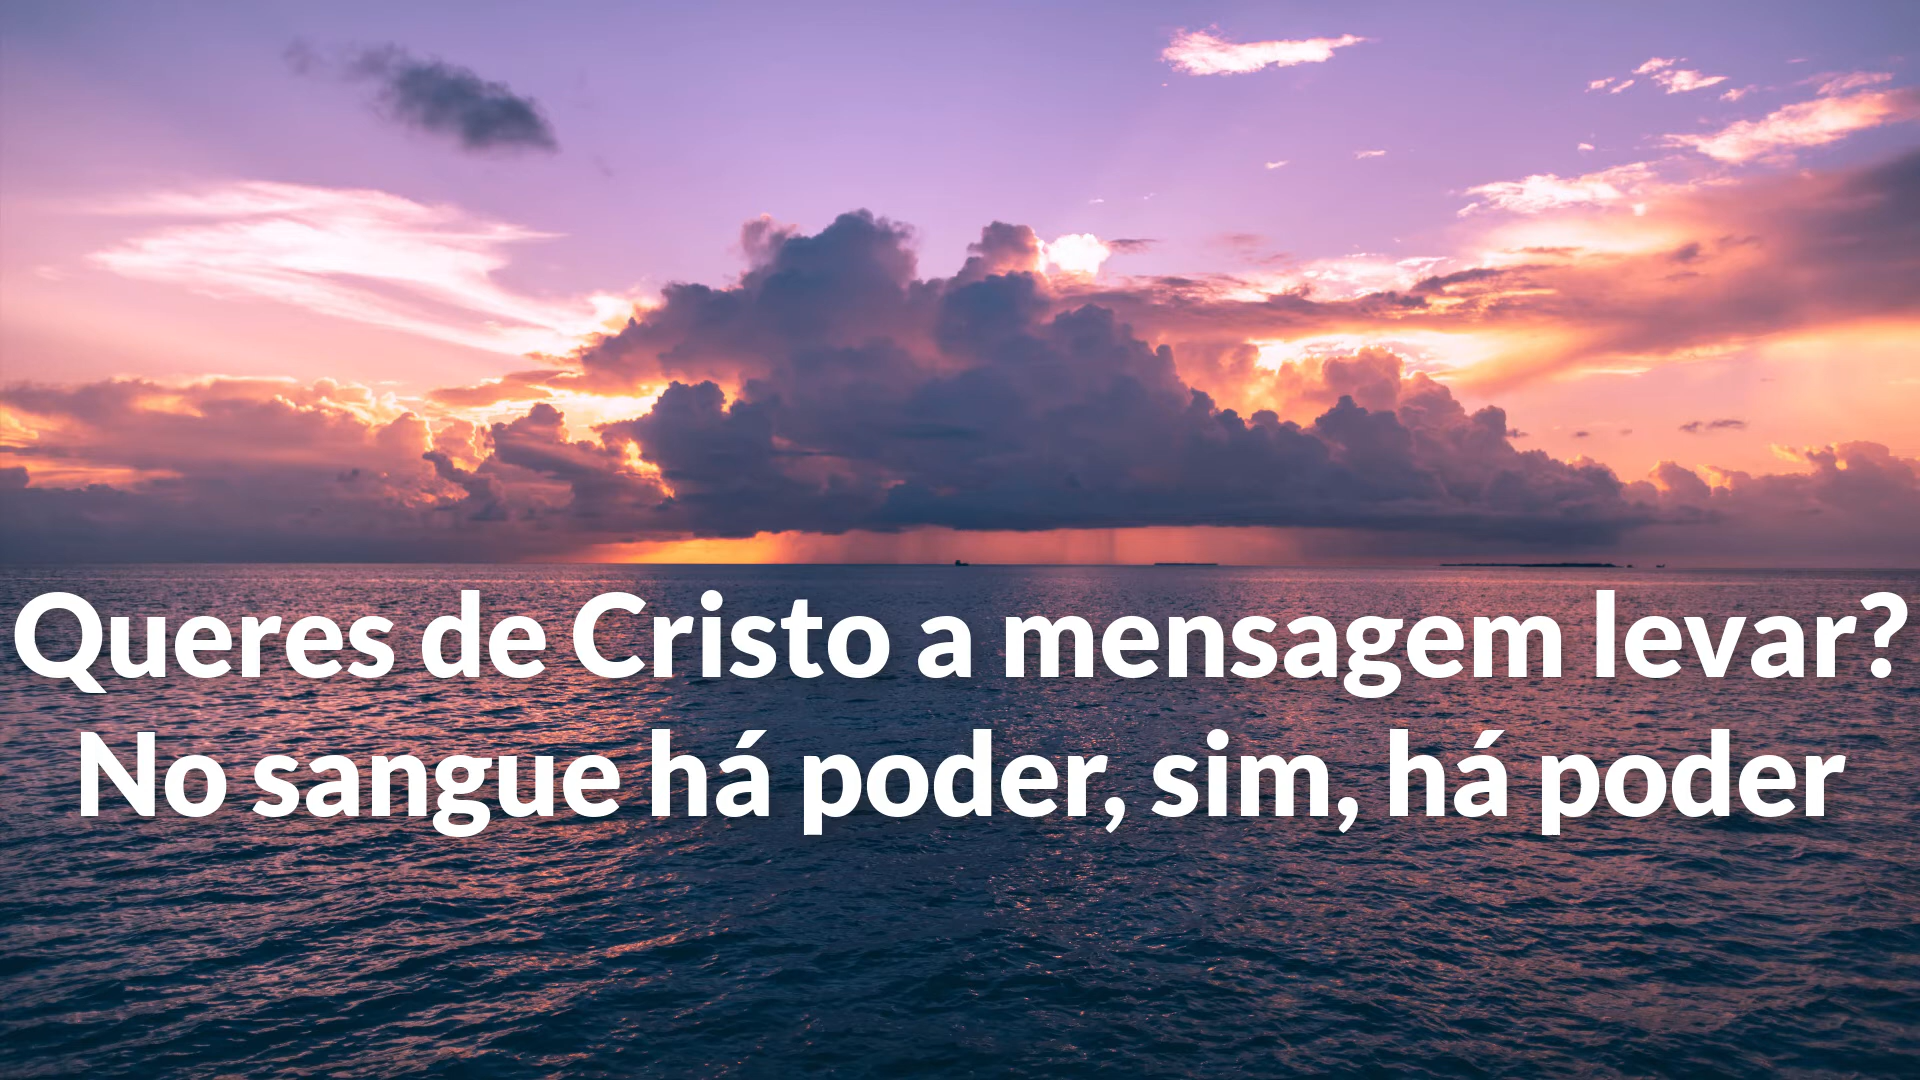 Queres de Cristo a mensagem levar?
No sangue há poder, sim, há poder